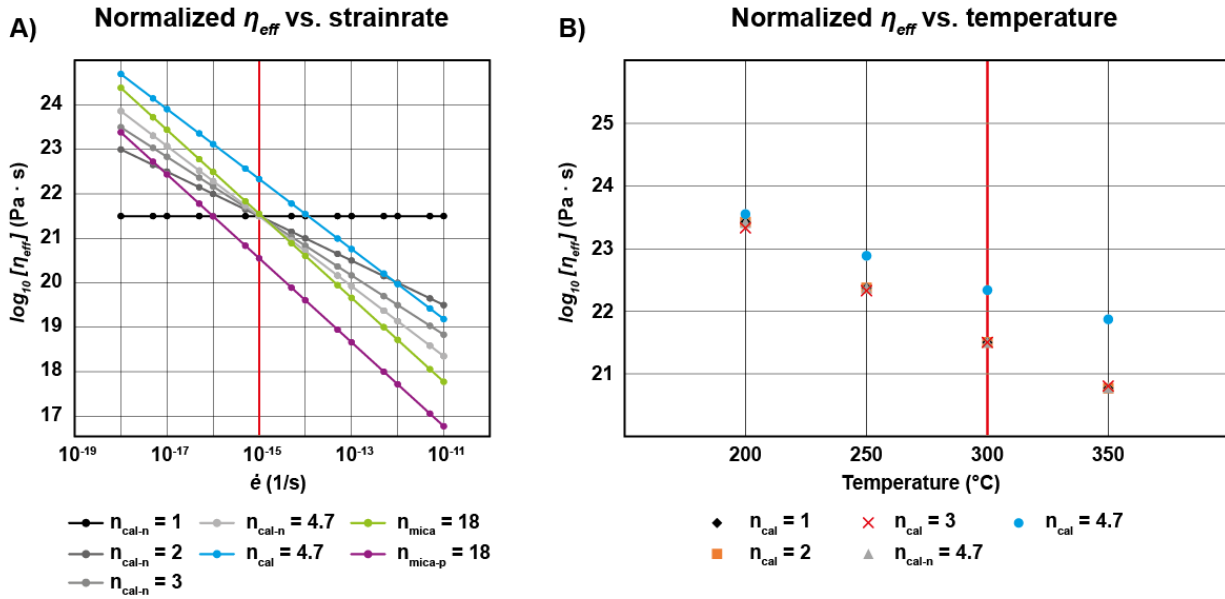 A)
Normalized ηeff vs. strainrate
log10 [ηeff] (Pa · s)
24
23
22
21
20
19
18
17
10-19 10-17 10-15 10-13 10-11
ė (1/s)
ncal-n = 1 ncal-n = 4.7 nmica = 18
ncal-n = 2 ncal = 4.7 nmica-p = 18
ncal-n = 3
B)
Normalized ηeff vs. temperature
log10 [ηeff] (Pa · s)
25
24
23
22
21
200 250 300 350
Temperature (°C)
ncal = 1 ncal = 3 ncal = 4.7
ncal = 2 ncal-n = 4.7